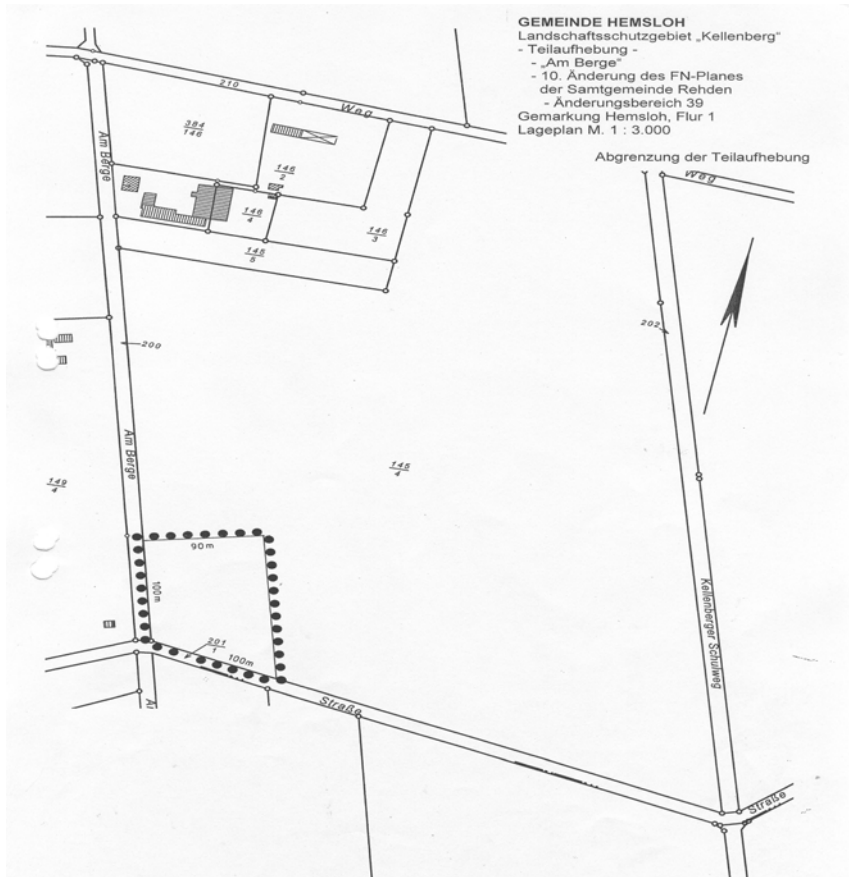 GEMEINDE HEMSLOH
Landschaftsschutzgebiet „Kellenberg"
- Teilaufhebung -
- „Am Berge"
- 10. Änderung des FN-Planes
der Samtgemeinde Rehden
- Änderungsbereich 39
Gemarkung Hemsloh, Flur 1
Lageplan M. 1 : 3.000
Abgrenzung der Teilaufhebung
210
Weg
384
146
Am Berge
146
2
146
4
146
3
145
5
Weg
202
200
Am Berge
145
4
149
4
90m
100m
201
1
100m
Straße
Kellenberger Schulweg
Straße